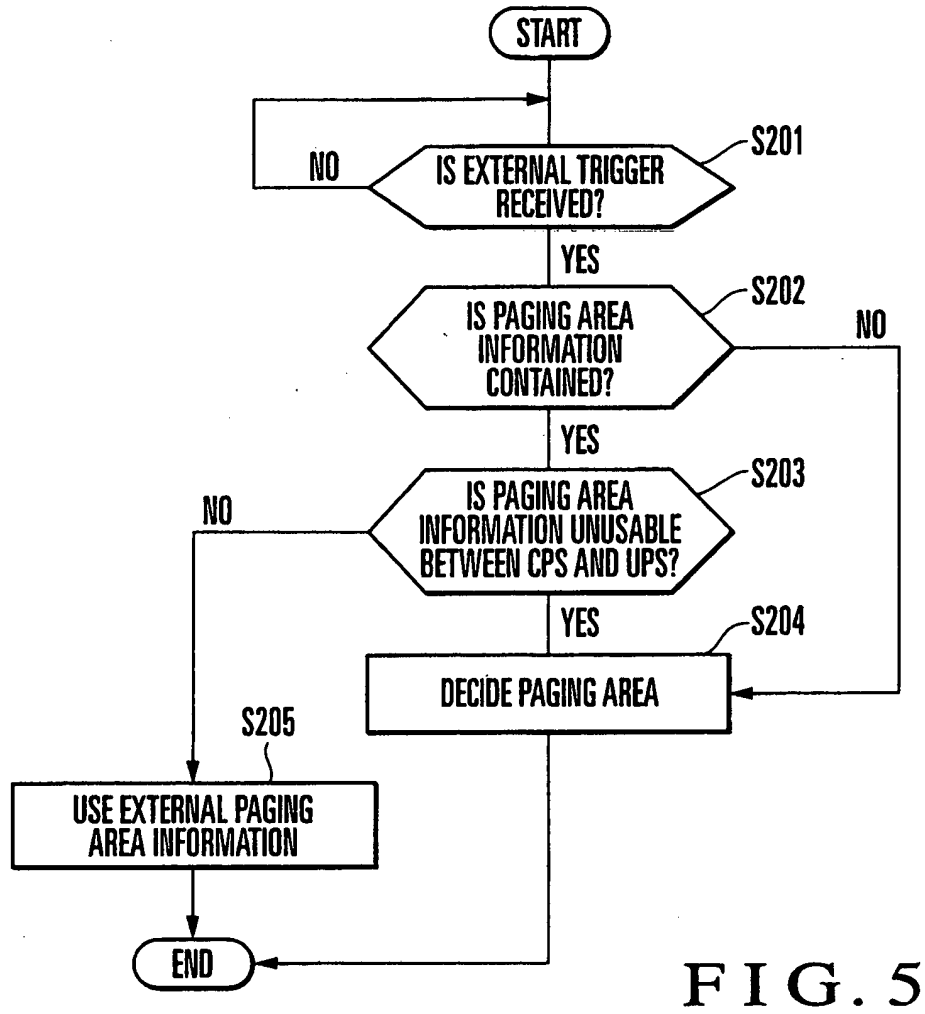 START
S201
IS EXTERNAL TRIGGER
RECEIVED?
NO
YES
S202
IS PAGING AREA
INFORMATION
CONTAINED?
NO
YES
S203
IS PAGING AREA
INFORMATION UNUSABLE
BETWEEN CPS AND UPS?
NO
YES
S204
DECIDE PAGING AREA
S205
USE EXTERNAL PAGING
AREA INFORMATION
END
FIG. 5